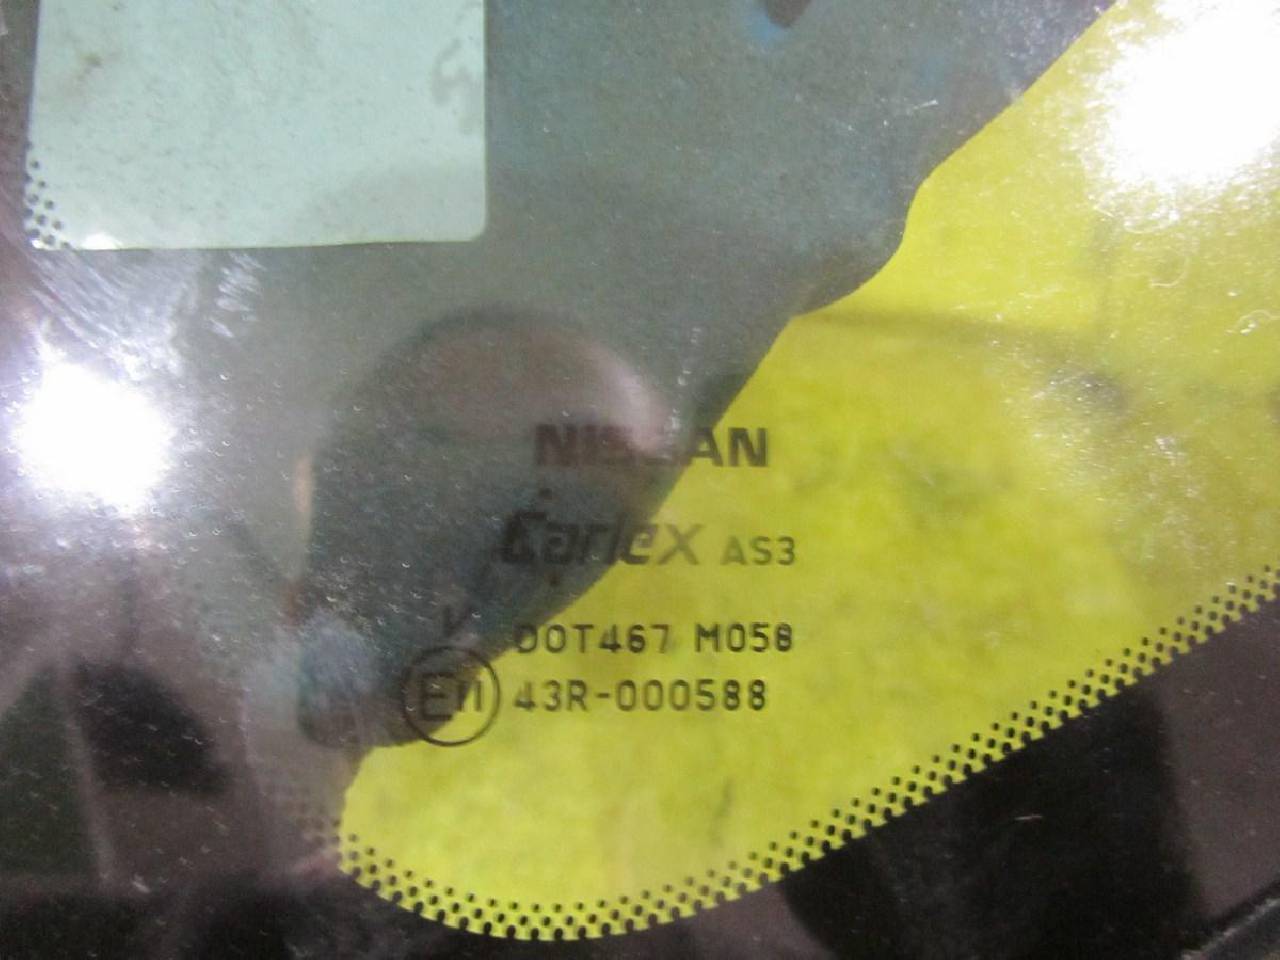 NISSAN
Carlex AS3
V DOT467 M058
E11 43R-000588